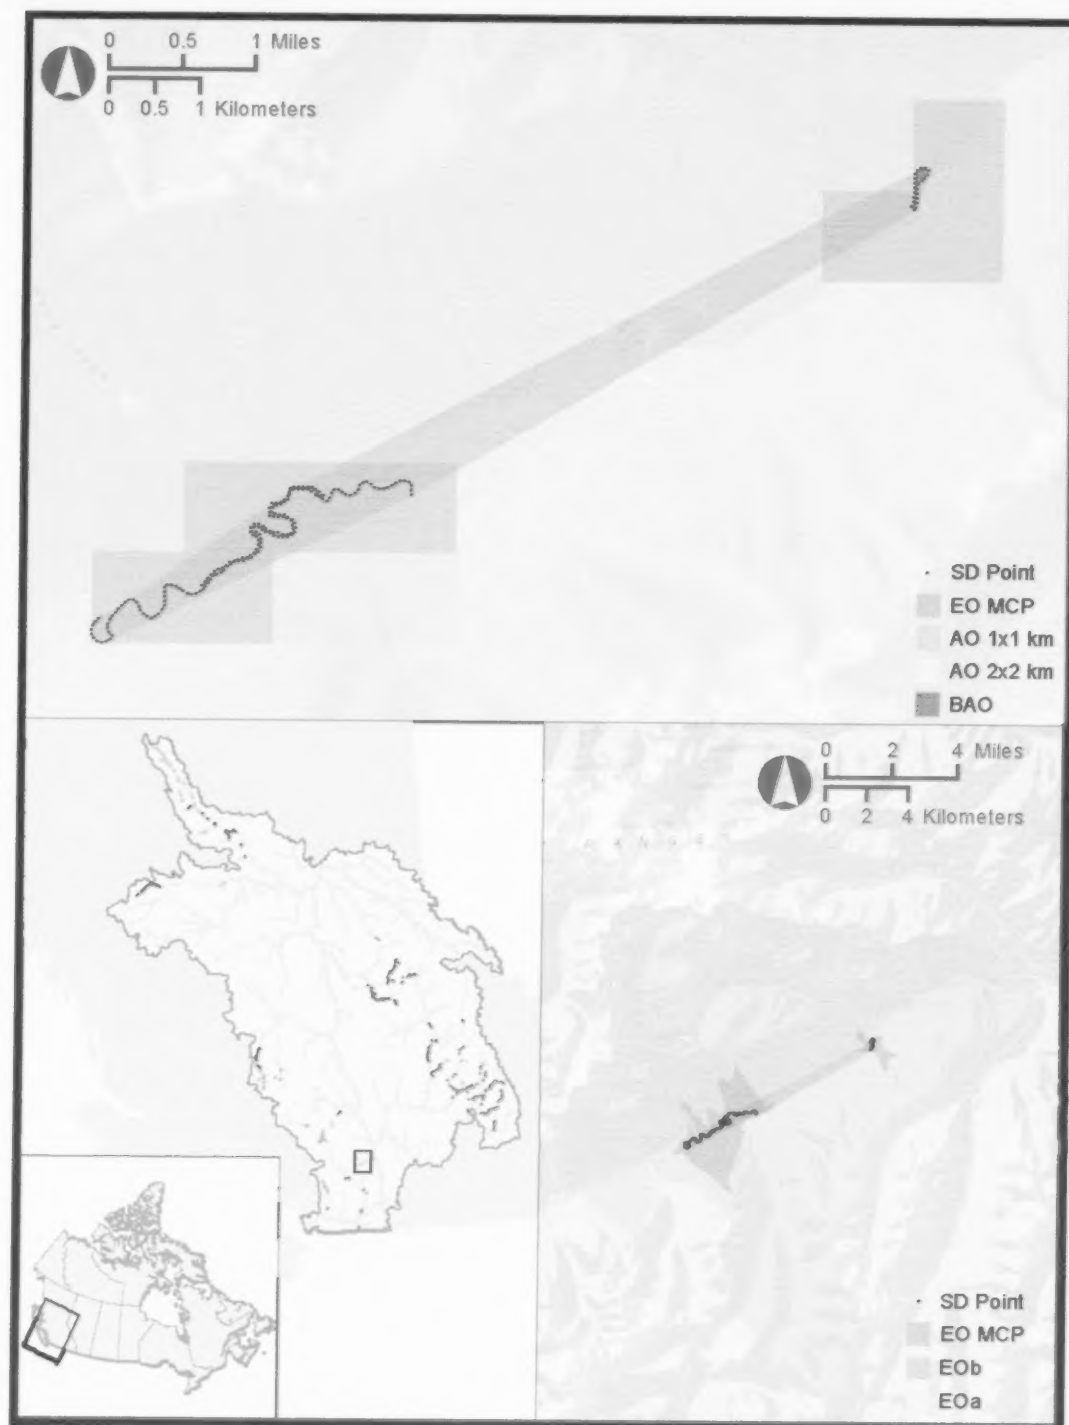 0 0.5 1 Miles
0 0.5 1 Kilometers
SD Point
EO MCP
AO 1x1 km
AO 2x2 km
BAO
0 2 4 Miles
0 2 4 Kilometers
SD Point
EO MCP
EOb
EOa